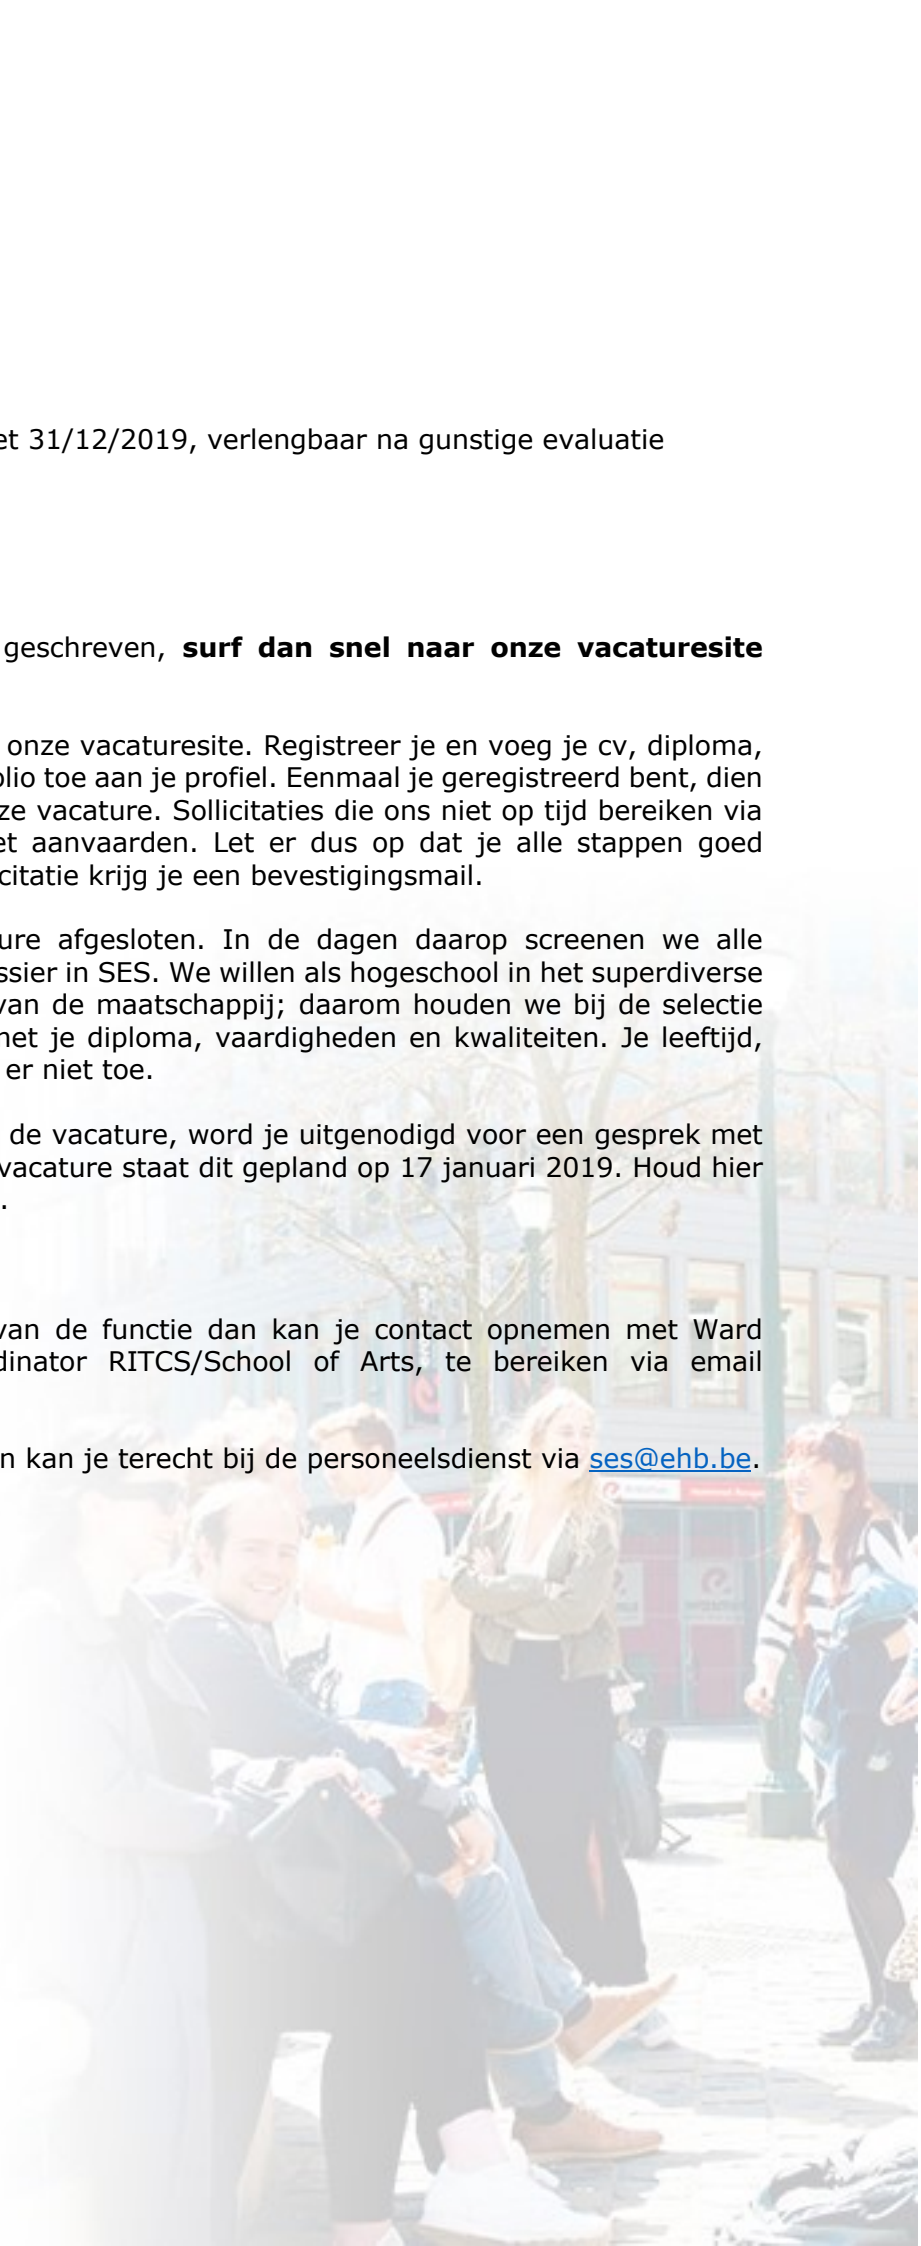 et 31/12/2019, verlengbaar na gunstige evaluatie
geschreven, surf dan snel naar onze vacaturesite
onze vacaturesite. Registreer je en voeg je cv, diploma,
olio toe aan je profiel. Eenmaal je geregistreerd bent, dien
ze vacature. Sollicitaties die ons niet op tijd bereiken via
et aanvaarden. Let er dus op dat je alle stappen goed
citatie krijg je een bevestigingsmail.
ure afgesloten. In de dagen daarop screenen we alle
ssier in SES. We willen als hogeschool in het superdiverse
van de maatschappij; daarom houden we bij de selectie
net je diploma, vaardigheden en kwaliteiten. Je leeftijd,
er niet toe.
de vacature, word je uitgenodigd voor een gesprek met
vacature staat dit gepland op 17 januari 2019. Houd hier
.
van de functie dan kan je contact opnemen met Ward
dinator RITCS/School of Arts, te bereiken via email
n kan je terecht bij de personeelsdienst via ses@ehb.be.